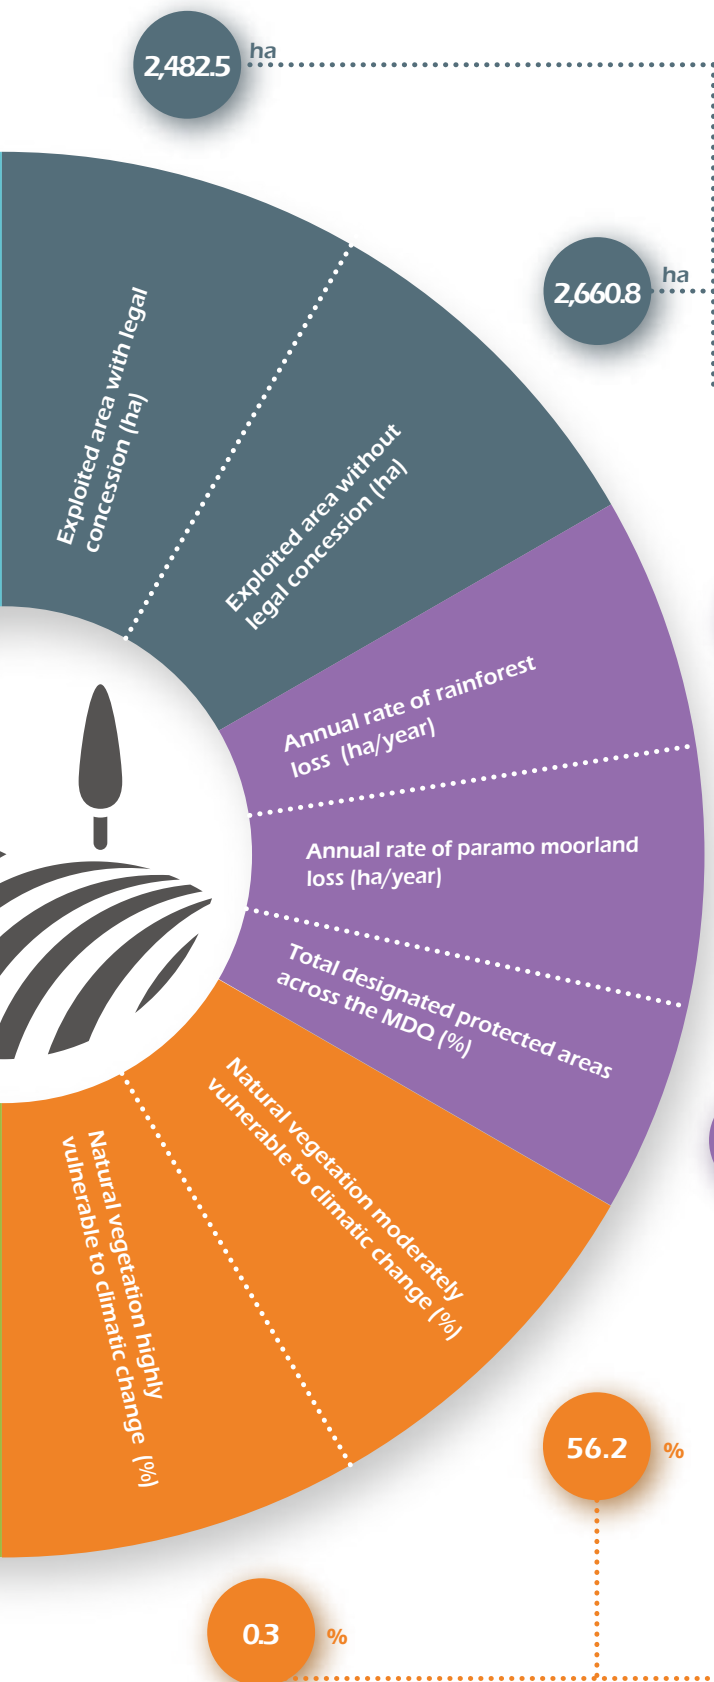 2,482.5 ha
2,660.8 ha
Exploited area with legal
concession (ha)
Exploited area without
legal concession (ha)
Annual rate of rainforest
loss (ha/year)
Annual rate of paramo moorland
loss (ha/year)
Total designated protected areas
across the MDQ (%)
Natural vegetation moderately
vulnerable to climatic change (%)
Natural vegetation highly
vulnerable to climatic change (%)
56.2 %
0.3 %